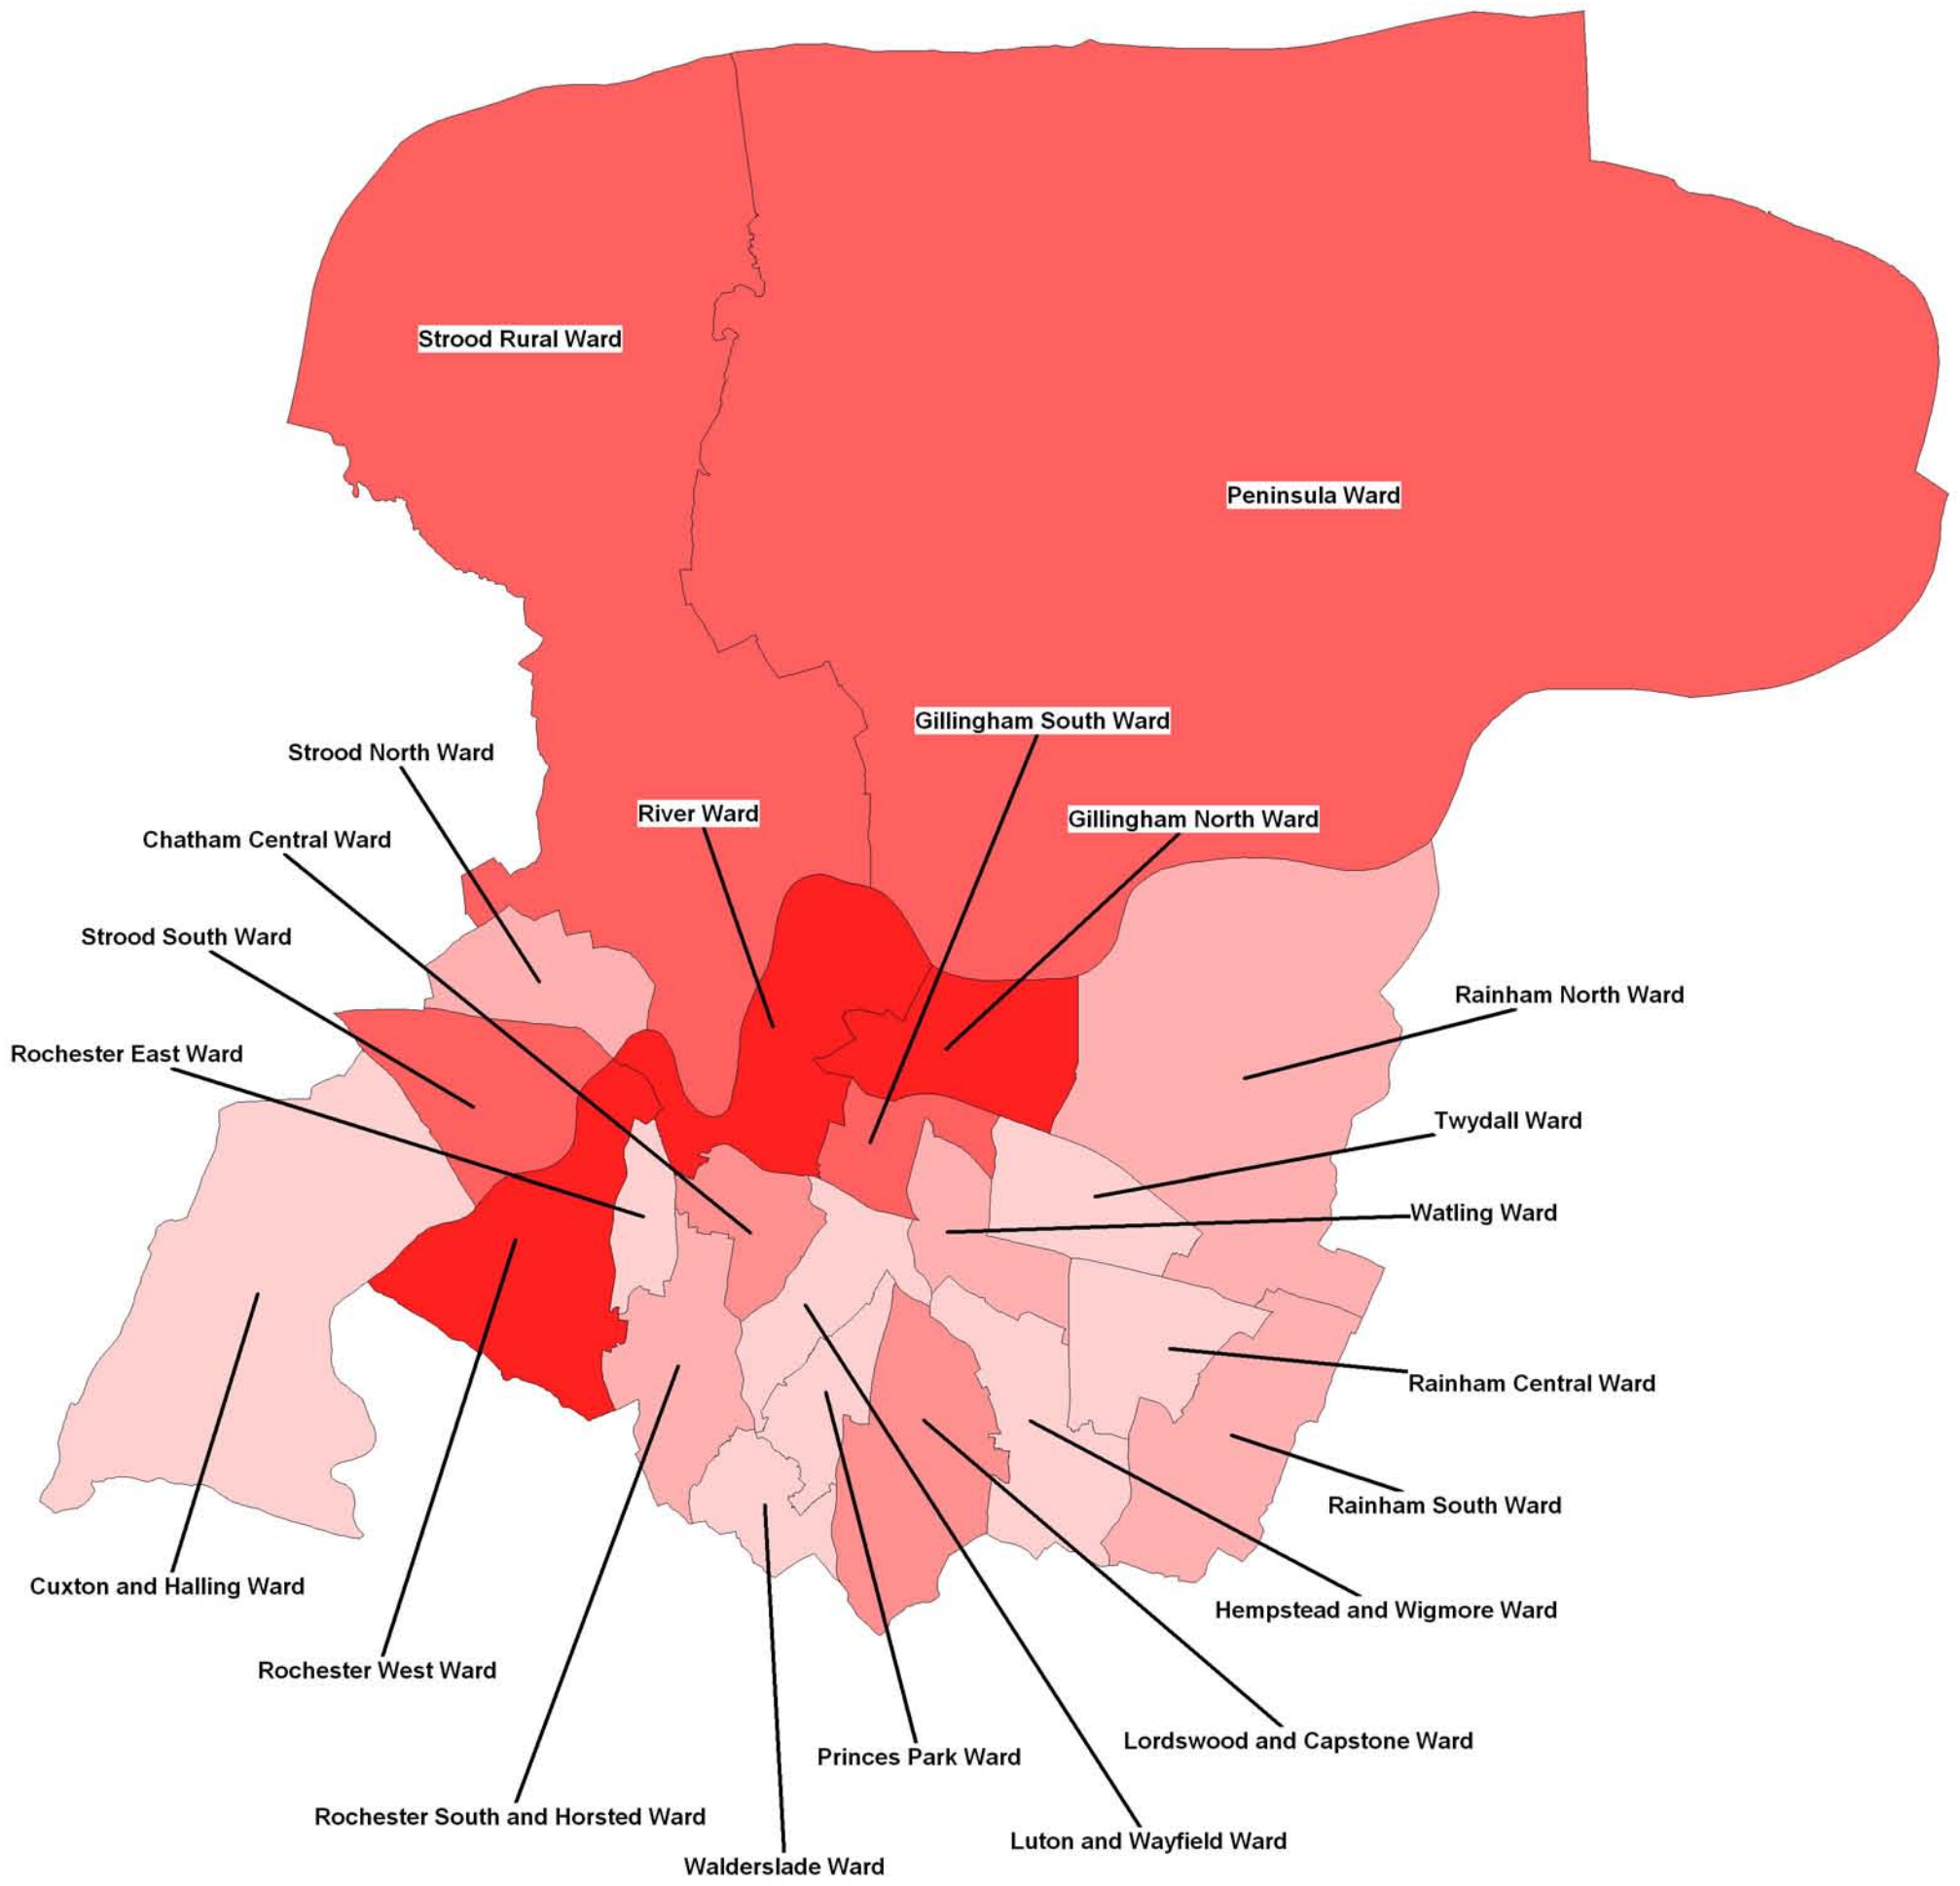 Strood Rural Ward
Peninsula Ward
Gillingham South Ward
Strood North Ward
River Ward
Gillingham North Ward
Chatham Central Ward
Strood South Ward
Rainham North Ward
Rochester East Ward
Twydall Ward
Watling Ward
Rainham Central Ward
Rainham South Ward
Cuxton and Halling Ward
Hempstead and Wigmore Ward
Rochester West Ward
Lordswood and Capstone Ward
Princes Park Ward
Rochester South and Horsted Ward
Luton and Wayfield Ward
Walderslade Ward